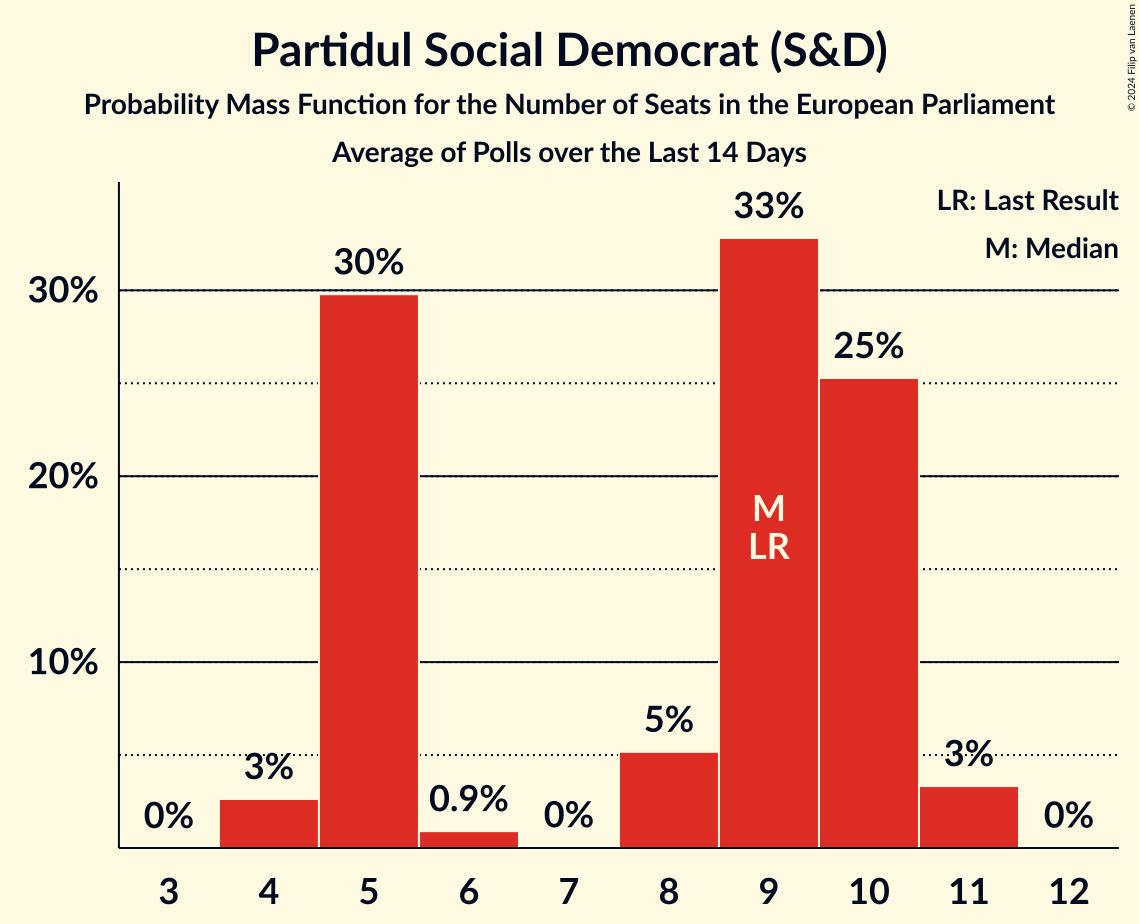 Partidul Social Democrat (S&D)
Probability Mass Function for the Number of Seats in the European Parliament
Average of Polls over the Last 14 Days
© 2024 Filip van Laenen
LR: Last Result
M: Median
30%
20%
10%
0%
3%
30%
0.9%
0%
5%
33%
25%
3%
0%
M
LR
3 4 5 6 7 8 9 10 11 12